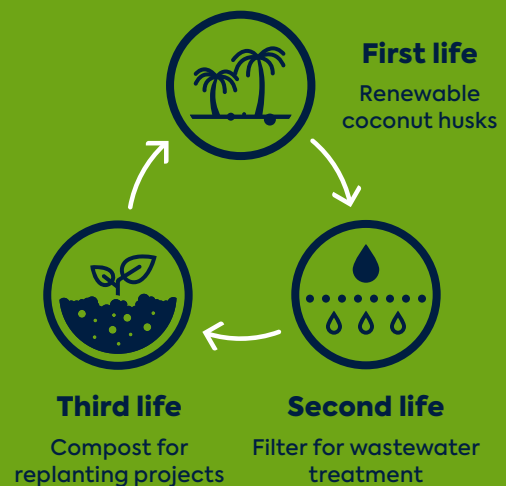 First life
Renewable
coconut husks
Third life
Compost for
replanting projects
Second life
Filter for wastewater
treatment